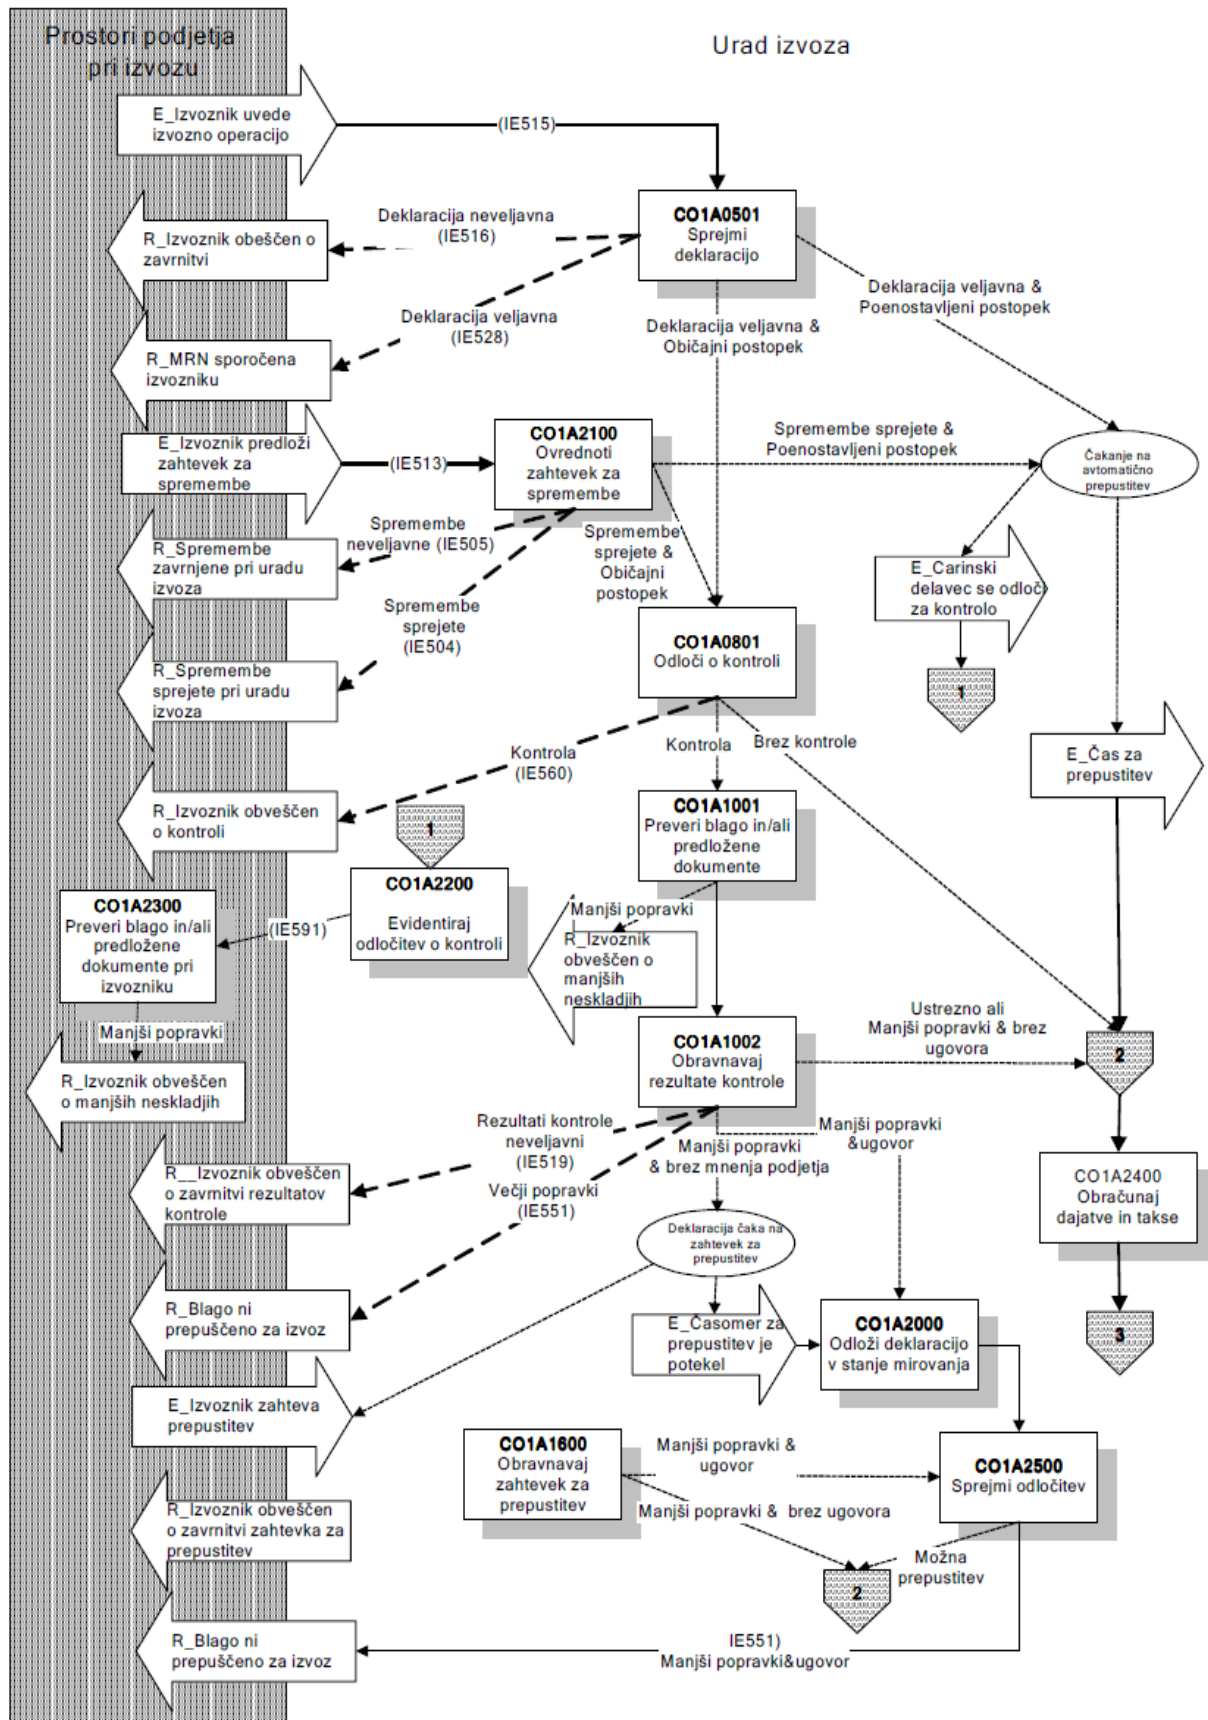 Prostori podjetja
pri izvozu
Urad izvoza
E_Izvoznik uvede
izvozno operacijo
(IE515)
CO1A0501
Sprejmi
deklaracijo
Deklaracija neveljavna
(IE516)
R_Izvoznik obeščen o
zavrnitvi
Deklaracija veljavna &
Poenostavljeni postopek
Deklaracija veljavna
(IE528)
Deklaracija veljavna &
Običajni postopek
R_MRN sporočena
izvozniku
E_Izvoznik predloži
zahtevek za
spremembe
(IE513)
CO1A2100
Ovrednoti
zahtevek za
spremembe
Spremembe sprejete &
Poenostavljeni postopek
Čakanje na
avtomatično
prepustitev
Spremembe
neveljavne (IE505)
Spremembe
sprejete &
Običajni
postopek
R_Spremembe
zavrnjene pri uradu
izvoza
E_Carinski
delavec se odloči
za kontrolo
Spremembe
sprejete
(IE504)
CO1A0801
Odloči o kontroli
R_Spremembe
sprejete pri uradu
izvoza
1
Kontrola
(IE560)
Kontrola
Brez kontrole
E_Čas za
prepustitev
R_Izvoznik obveščen
o kontroli
1
CO1A1001
Preveri blago in/ali
predložene
dokumente
CO1A2300
Preveri blago in/ali
predložene
dokumente pri
izvozniku
(IE591)
CO1A2200
Evidentiraj
odločitev o kontroli
Manjši popravki
R_Izvoznik
obveščen o
manjših
neskladjih
Manjši popravki
R_Izvoznik obveščen
o manjših neskladjih
CO1A1002
Obravnavaj
rezultate kontrole
Ustrezno ali
Manjši popravki & brez
ugovora
2
Rezultati kontrole
neveljavni
(IE519)
Manjši popravki
& brez mnenja podjetja
Manjši popravki
&ugovor
R__Izvoznik obveščen
o zavrnitvi rezultatov
kontrole
Večji popravki
(IE551)
CO1A2400
Obračunaj
dajatve in takse
Deklaracija čaka na
zahtevek za
prepustitev
R_Blago ni
prepuščeno za izvoz
E_Časomer za
prepustitev je
potekel
CO1A2000
Odloži deklaracijo
v stanje mirovanja
3
E_Izvoznik zahteva
prepustitev
CO1A1600
Obravnavaj
zahtevek za
prepustitev
Manjši popravki &
ugovor
CO1A2500
Sprejmi odločitev
Manjši popravki & brez ugovora
R_Izvoznik obveščen
o zavrnitvi zahtevka za
prepustitev
Možna
prepustitev
2
R_Blago ni
prepuščeno za izvoz
IE551)
Manjši popravki&ugovor